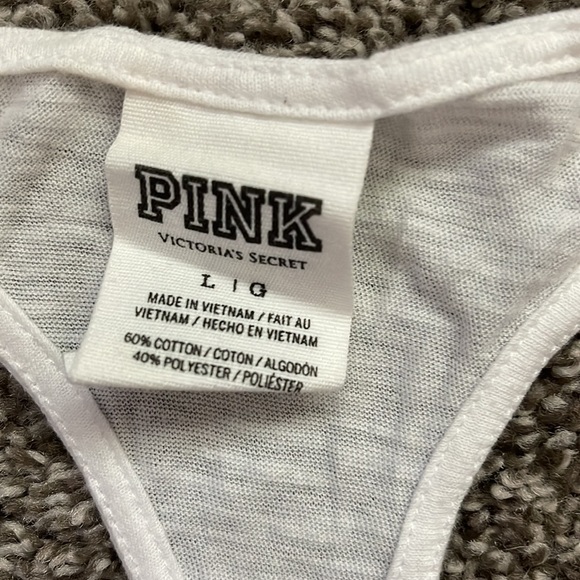 PINK
VICTORIA'S SECRET
L | G
MADE IN VIETNAM / FAIT AU
VIETNAM / HECHO EN VIETNAM
60% COTTON / COTON / ALGODÓN
40% POLYESTER / POLIÉSTER